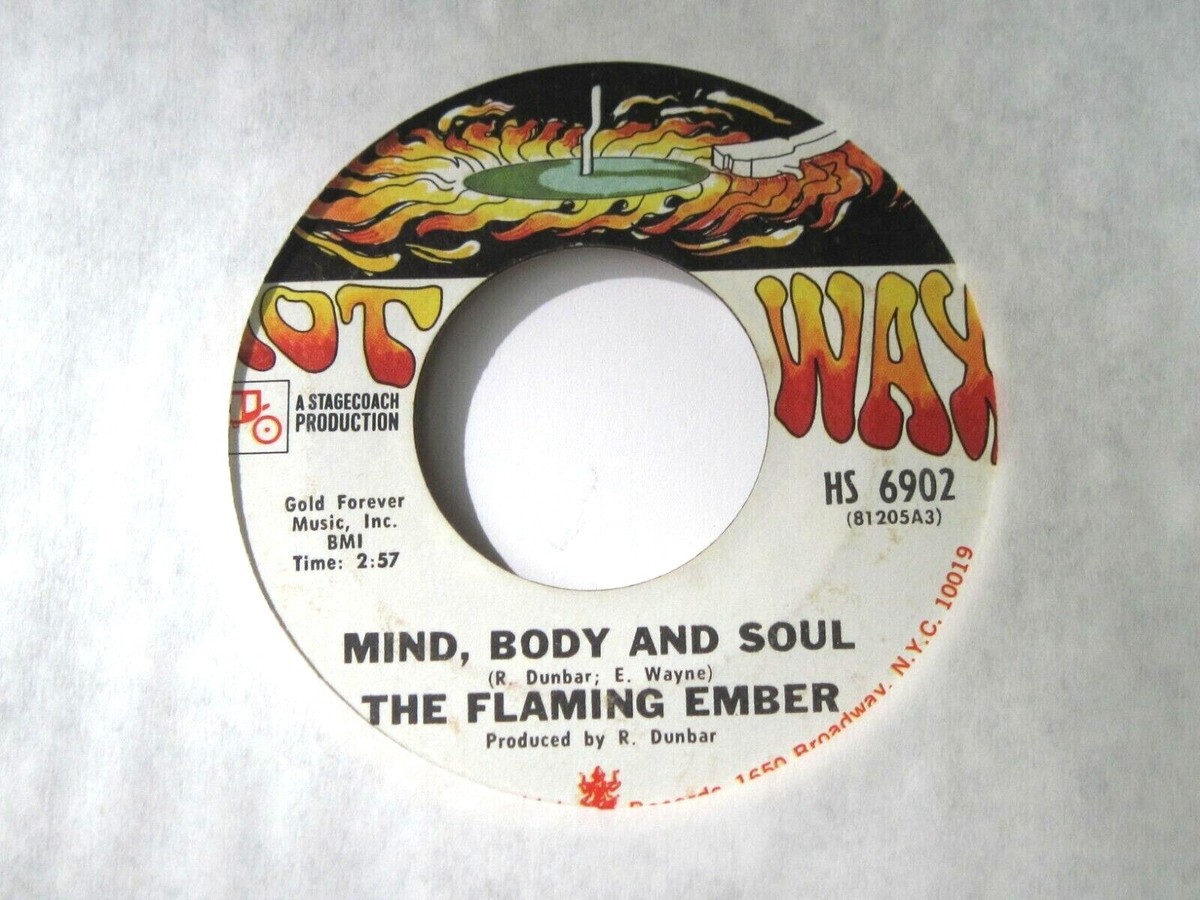 HOT WAX
A STAGECOACH
PRODUCTION
HS 6902
(81205A3)
Gold Forever
Music, Inc.
BMI
Time: 2:57
MIND, BODY AND SOUL
(R. Dunbar; E. Wayne)
THE FLAMING EMBER
Produced by R. Dunbar
Records, 1650 Broadway, N.Y.C. 10019